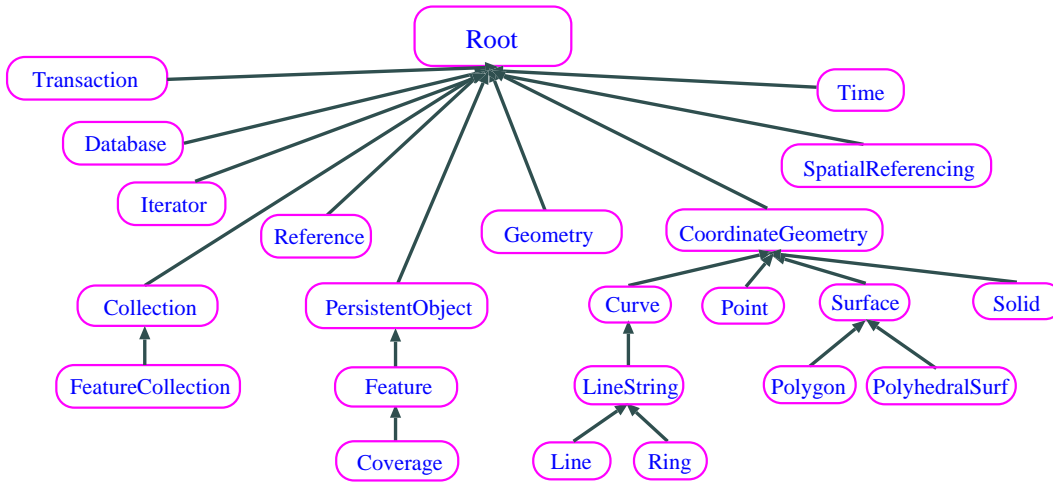 Root
Transaction
Time
Database
SpatialReferencing
Iterator
Reference
Geometry
CoordinateGeometry
Collection
PersistentObject
Curve
Point
Surface
Solid
FeatureCollection
Feature
LineString
Polygon
PolyhedralSurf
Coverage
Line
Ring